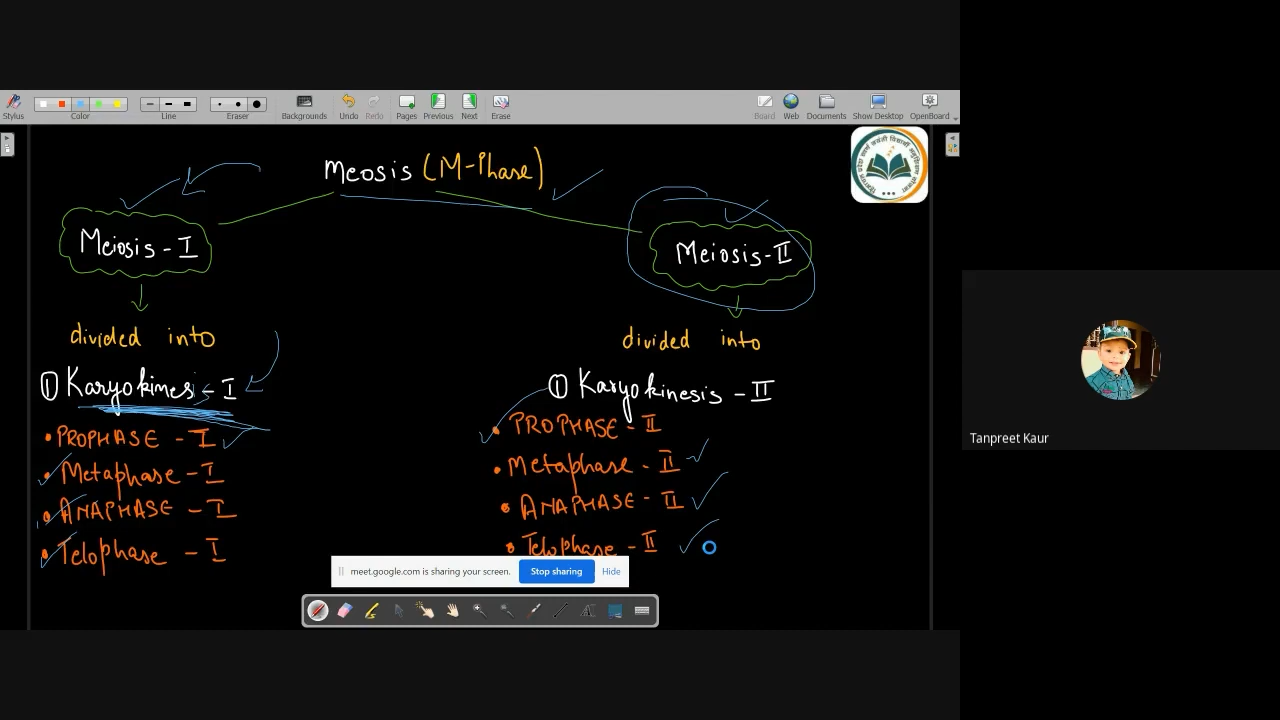 Stylus Color Line Eraser Backgrounds Undo Redo Pages Previous Next Erase Board Web Documents Show Desktop OpenBoard
Meosis (M-Phase)
Meiosis - I
Meiosis - II
divided into
divided into
① Karyokinesis - I
① Karyokinesis - II
• PROPHASE - I
• PROPHASE - II
• Metaphase - I
• Metaphase - II
• ANAPHASE - I
• ANAPHASE - II
• Telophase - I
• Telophase - II
meet.google.com is sharing your screen. Stop sharing Hide
Tanpreet Kaur